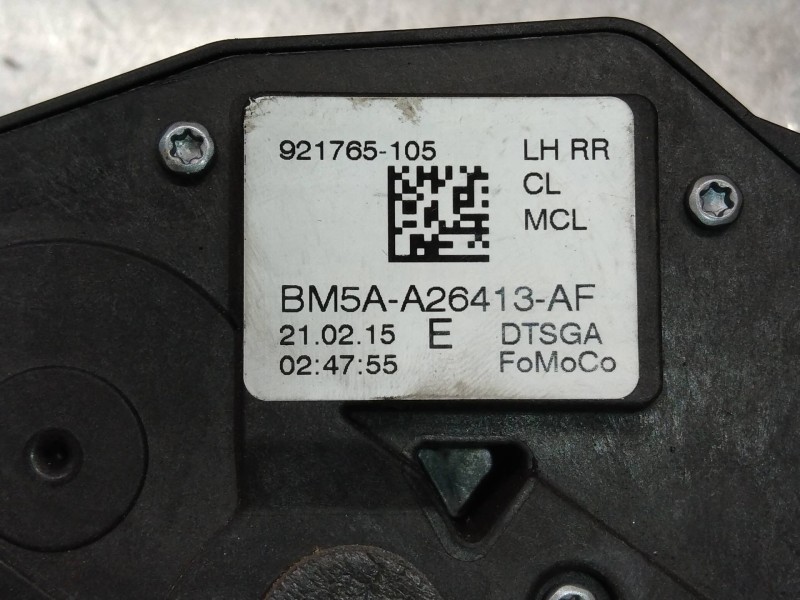 921765-105 LH RR
CL
MCL
BM5A-A26413-AF
21.02.15 E DTSGA
02:47:55 FoMoCo